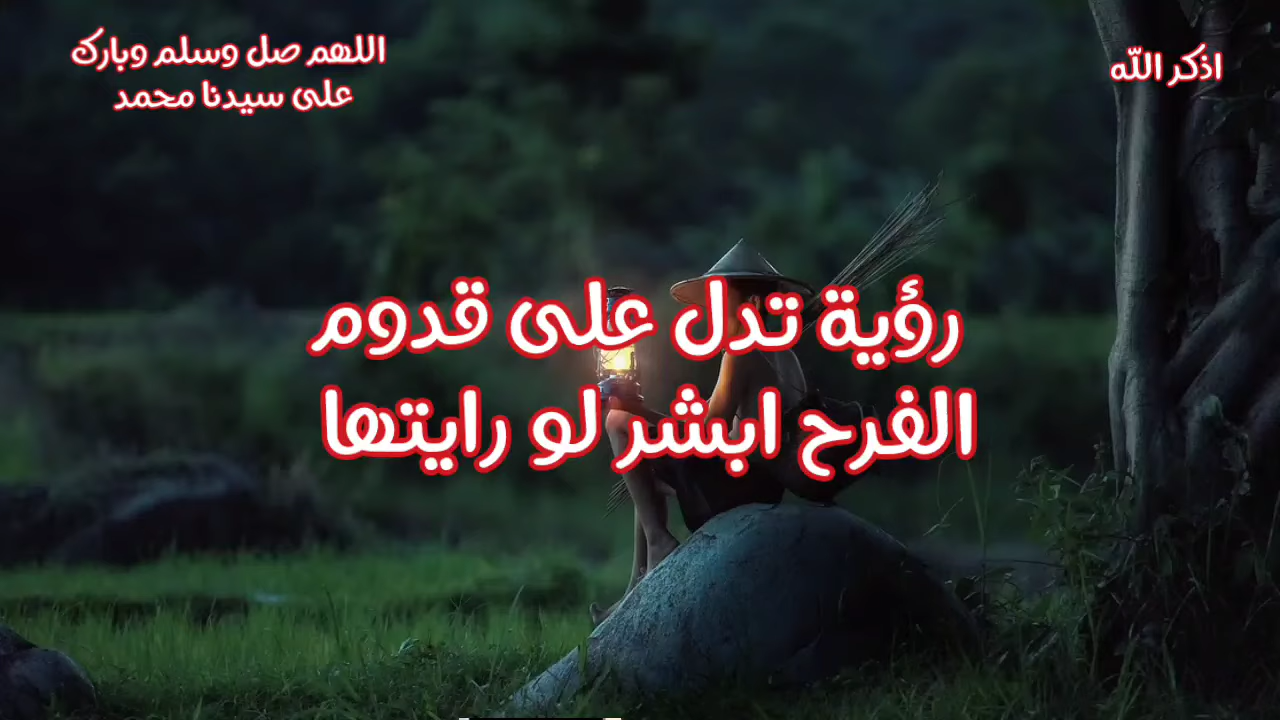 اذكر الله
اللهم صل وسلم وبارك
على سيدنا محمد
رؤية تدل على قدوم
الفرح ابشر لو رايتها